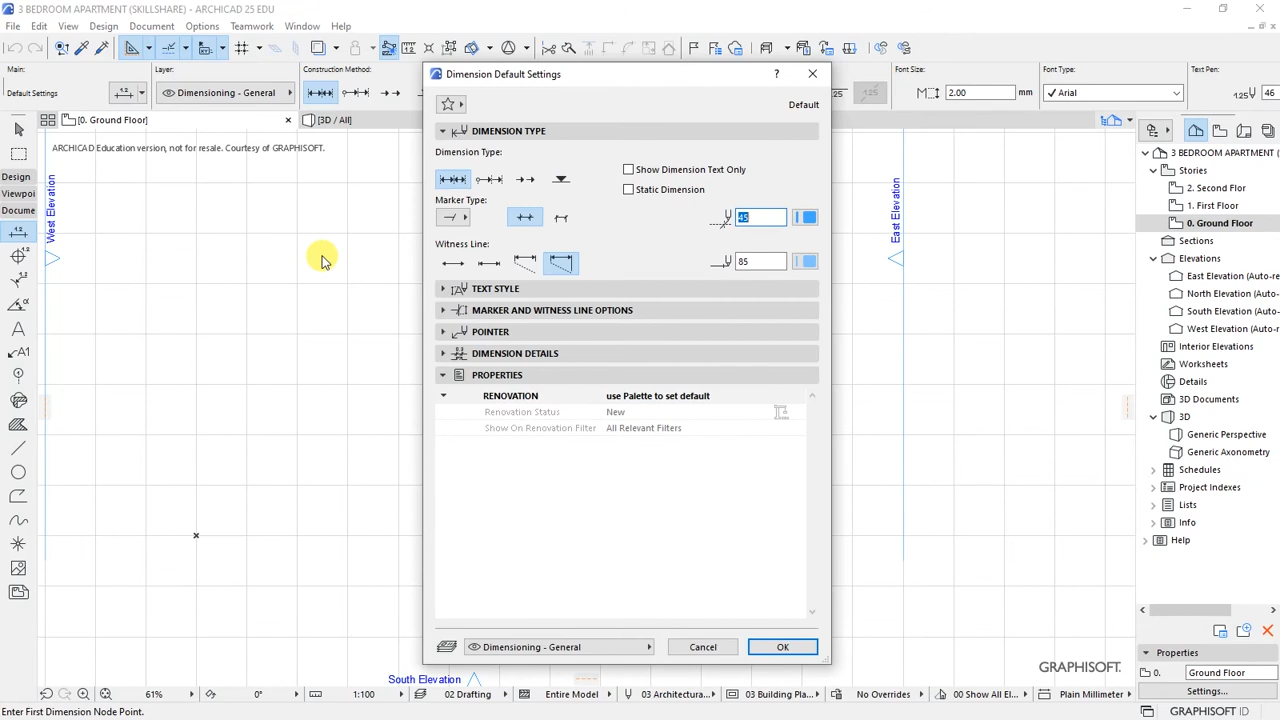 3 BEDROOM APARTMENT (SKILLSHARE) - ARCHICAD 25 EDU
File Edit View Design Document Options Teamwork Window Help
Main:
Default Settings
Layer:
Dimensioning - General
Construction Method:
Font Size:
2.00 mm
Font Type:
Arial
Text Pen:
46
[0. Ground Floor]
[3D / All]
ARCHICAD Education version, not for resale. Courtesy of GRAPHISOFT.
Design
Viewpoi
Docume
West Elevation
East Elevation
South Elevation
Dimension Default Settings
Default
DIMENSION TYPE
Dimension Type:
Show Dimension Text Only
Static Dimension
Marker Type:
45
Witness Line:
85
TEXT STYLE
MARKER AND WITNESS LINE OPTIONS
POINTER
DIMENSION DETAILS
PROPERTIES
RENOVATION use Palette to set default
Renovation Status New
Show On Renovation Filter All Relevant Filters
Dimensioning - General
Cancel
OK
3 BEDROOM APARTMENT (
Stories
2. Second Flor
1. First Floor
0. Ground Floor
Sections
Elevations
East Elevation (Auto-re
North Elevation (Auto-
South Elevation (Auto-
West Elevation (Auto-r
Interior Elevations
Worksheets
Details
3D Documents
3D
Generic Perspective
Generic Axonometry
Schedules
Project Indexes
Lists
Info
Help
Properties
0. Ground Floor
Settings...
GRAPHISOFT.
61% 0° 1:100 02 Drafting Entire Model 03 Architectura... 03 Building Pla... No Overrides 00 Show All El... Plain Millimeter
Enter First Dimension Node Point.
GRAPHISOFT ID